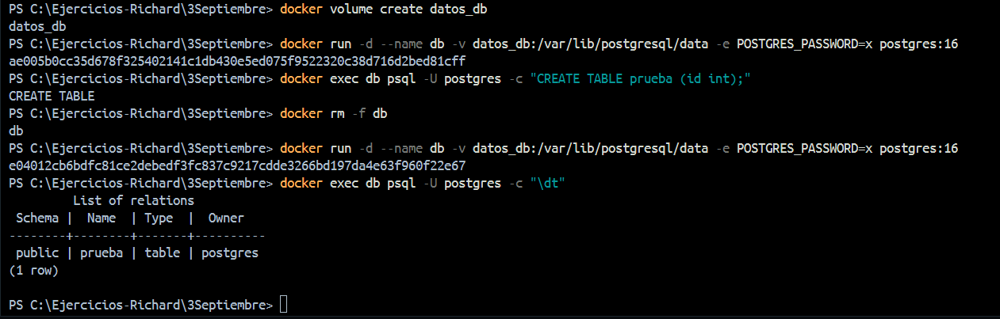 PS C:\Ejercicios-Richard\3Septiembre> docker volume create datos_db
datos_db
PS C:\Ejercicios-Richard\3Septiembre> docker run -d --name db -v datos_db:/var/lib/postgresql/data -e POSTGRES_PASSWORD=x postgres:16
ae005b0cc35d678f325402141c1db430e5ed075f9522320c38d716d2bed81cff
PS C:\Ejercicios-Richard\3Septiembre> docker exec db psql -U postgres -c "CREATE TABLE prueba (id int);"
CREATE TABLE
PS C:\Ejercicios-Richard\3Septiembre> docker rm -f db
db
PS C:\Ejercicios-Richard\3Septiembre> docker run -d --name db -v datos_db:/var/lib/postgresql/data -e POSTGRES_PASSWORD=x postgres:16
e04012cb6bdfc81ce2debedf3fc837c9217cdde3266bd197da4e63f960f22e67
PS C:\Ejercicios-Richard\3Septiembre> docker exec db psql -U postgres -c "\dt"
         List of relations
 Schema |  Name  | Type  |  Owner
--------+--------+-------+----------
 public | prueba | table | postgres
(1 row)

PS C:\Ejercicios-Richard\3Septiembre>